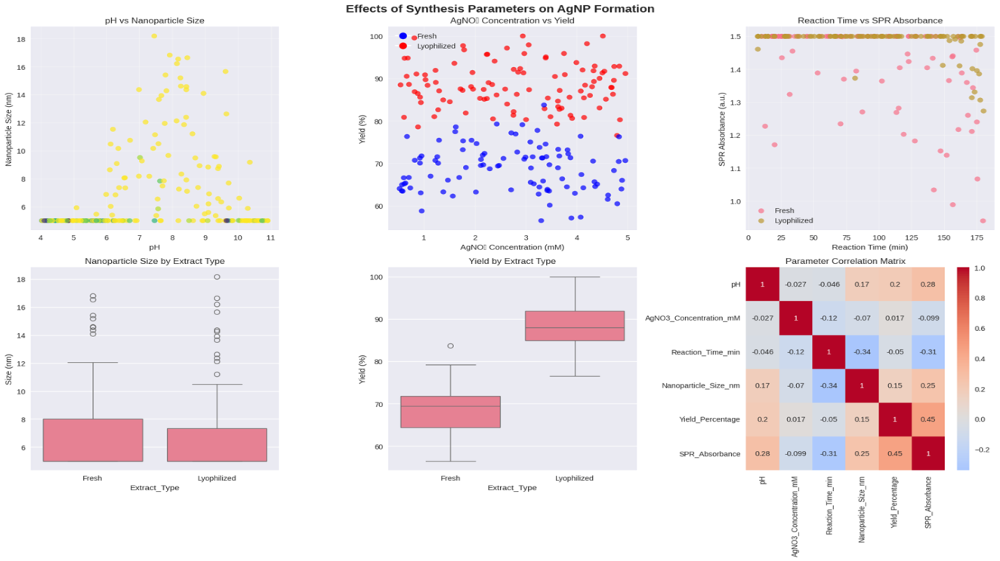 Effects of Synthesis Parameters on AgNP Formation
pH vs Nanoparticle Size
Nanoparticle Size (nm)
18
16
14
12
10
8
6
4 5 6 7 8 9 10 11
pH
AgNO▯ Concentration vs Yield
Yield (%)
100
90
80
70
60
Fresh
Lyophilized
1 2 3 4 5
AgNO▯ Concentration (mM)
Reaction Time vs SPR Absorbance
SPR Absorbance (a.u.)
1.5
1.4
1.3
1.2
1.1
1.0
Fresh
Lyophilized
0 25 50 75 100 125 150 175
Reaction Time (min)
Nanoparticle Size by Extract Type
Size (nm)
18
16
14
12
10
8
6
Fresh Lyophilized
Extract_Type
Yield by Extract Type
Yield (%)
100
90
80
70
60
Fresh Lyophilized
Extract_Type
Parameter Correlation Matrix
pH 1 -0.027 -0.046 0.17 0.2 0.28
AgNO3_Concentration_mM -0.027 1 -0.12 -0.07 0.017 -0.099
Reaction_Time_min -0.046 -0.12 1 -0.34 -0.05 -0.31
Nanoparticle_Size_nm 0.17 -0.07 -0.34 1 0.15 0.25
Yield_Percentage 0.2 0.017 -0.05 0.15 1 0.45
SPR_Absorbance 0.28 -0.099 -0.31 0.25 0.45 1
pH
AgNO3_Concentration_mM
Reaction_Time_min
Nanoparticle_Size_nm
Yield_Percentage
SPR_Absorbance
1.0
0.8
0.6
0.4
0.2
0.0
−0.2